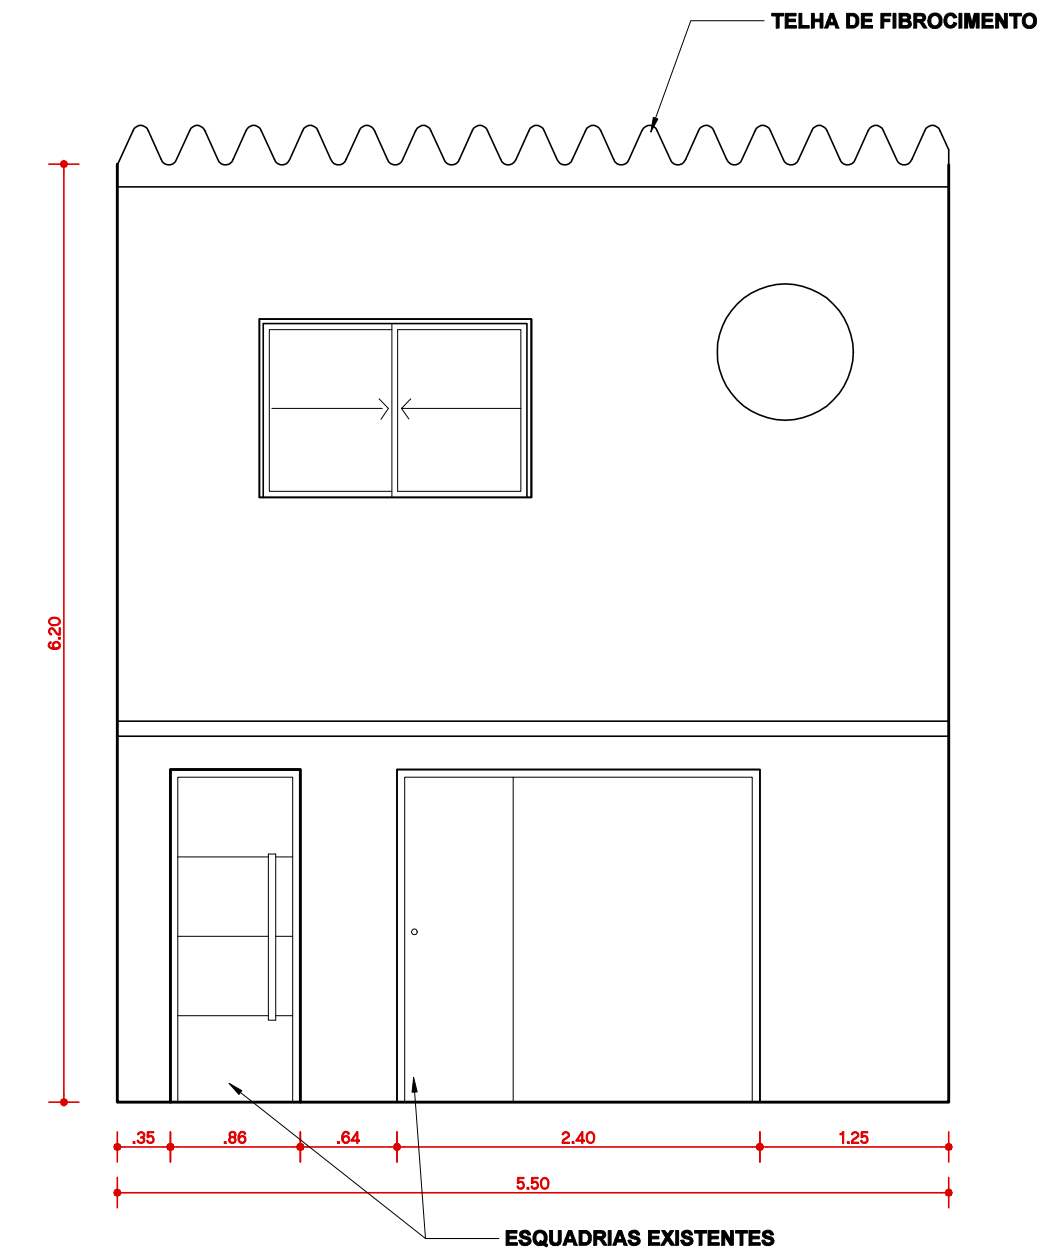 TELHA DE FIBROCIMENTO
6.20
.35 .86 .64 2.40 1.25
5.50
ESQUADRIAS EXISTENTES